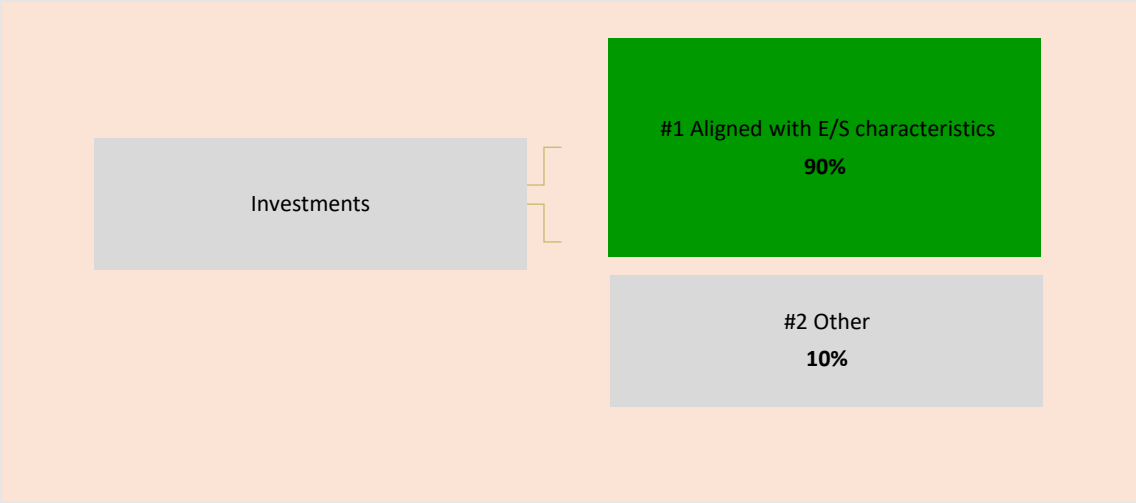 Investments
#1 Aligned with E/S characteristics
90%
#2 Other
10%